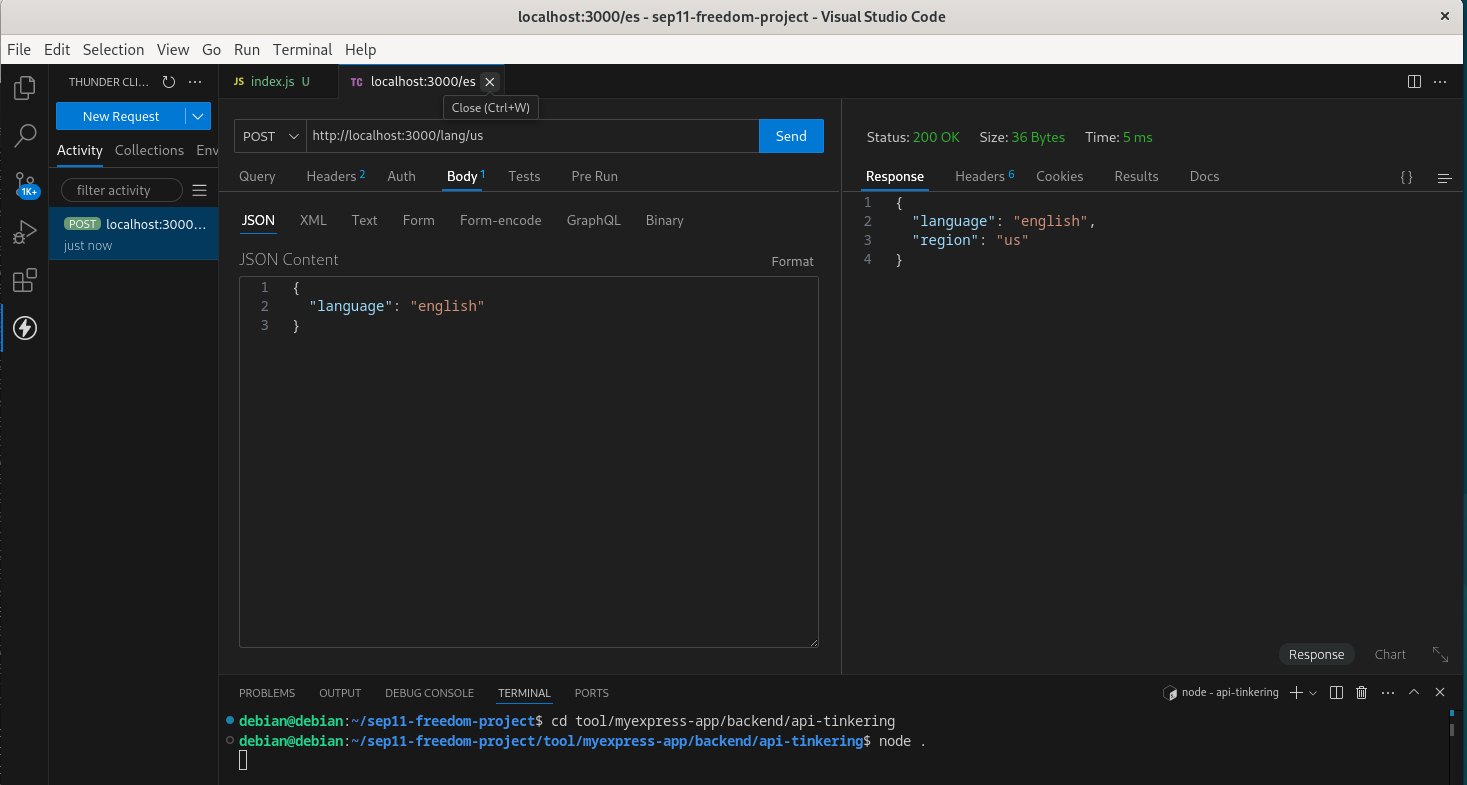 localhost:3000/es - sep11-freedom-project - Visual Studio Code
File Edit Selection View Go Run Terminal Help
THUNDER CLI...
New Request
Activity Collections Env
filter activity
POST localhost:3000...
just now
1K+
JS index.js U
TC localhost:3000/es
Close (Ctrl+W)
POST http://localhost:3000/lang/us Send
Query Headers 2 Auth Body 1 Tests Pre Run
JSON XML Text Form Form-encode GraphQL Binary
JSON Content Format
1 {
2 "language": "english"
3 }
Status: 200 OK Size: 36 Bytes Time: 5 ms
Response Headers 6 Cookies Results Docs { }
1 {
2 "language": "english",
3 "region": "us"
4 }
Response Chart
PROBLEMS OUTPUT DEBUG CONSOLE TERMINAL PORTS
node - api-tinkering
debian@debian:~/sep11-freedom-project$ cd tool/myexpress-app/backend/api-tinkering
debian@debian:~/sep11-freedom-project/tool/myexpress-app/backend/api-tinkering$ node .